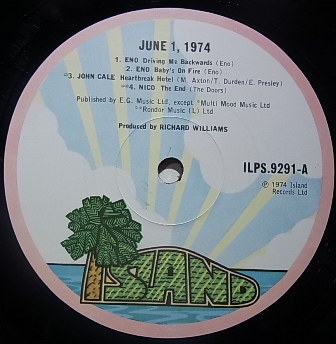 JUNE 1, 1974
1. ENO Driving Me Backwards (Eno)
2. ENO Baby's On Fire (Eno)
*3. JOHN CALE Heartbreak Hotel (M. Axton/T. Durden/E. Presley)
**4. NICO The End (The Doors)
Published by E.G. Music Ltd, except *Multi Mood Music Ltd
**Rondor Music (L) Ltd
Produced by RICHARD WILLIAMS
ILPS.9291-A
Ⓟ 1974 Island
Records Ltd
ISLAND